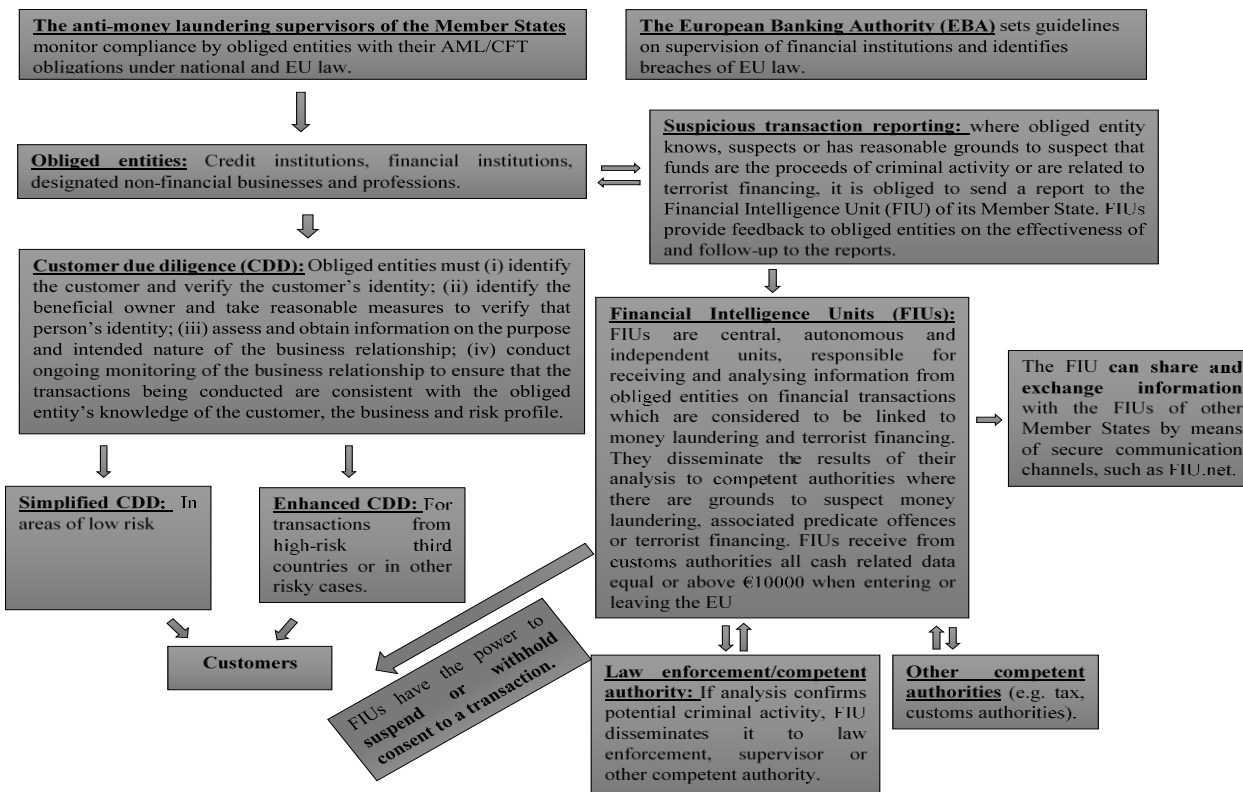 The anti-money laundering supervisors of the Member States
monitor compliance by obliged entities with their AML/CFT
obligations under national and EU law.
The European Banking Authority (EBA) sets guidelines
on supervision of financial institutions and identifies
breaches of EU law.
Obliged entities: Credit institutions, financial institutions,
designated non-financial businesses and professions.
Suspicious transaction reporting: where obliged entity
knows, suspects or has reasonable grounds to suspect that
funds are the proceeds of criminal activity or are related to
terrorist financing, it is obliged to send a report to the
Financial Intelligence Unit (FIU) of its Member State. FIUs
provide feedback to obliged entities on the effectiveness of
and follow-up to the reports.
Customer due diligence (CDD): Obliged entities must (i) identify
the customer and verify the customer's identity; (ii) identify the
beneficial owner and take reasonable measures to verify that
person's identity; (iii) assess and obtain information on the purpose
and intended nature of the business relationship; (iv) conduct
ongoing monitoring of the business relationship to ensure that the
transactions being conducted are consistent with the obliged
entity's knowledge of the customer, the business and risk profile.
Financial Intelligence Units (FIUs):
FIUs are central, autonomous and
independent units, responsible for
receiving and analysing information from
obliged entities on financial transactions
which are considered to be linked to
money laundering and terrorist financing.
They disseminate the results of their
analysis to competent authorities where
there are grounds to suspect money
laundering, associated predicate offences
or terrorist financing. FIUs receive from
customs authorities all cash related data
equal or above €10000 when entering or
leaving the EU
The FIU can share and
exchange information
with the FIUs of other
Member States by means
of secure communication
channels, such as FIU.net.
Simplified CDD: In
areas of low risk
Enhanced CDD: For
transactions from
high-risk third
countries or in other
risky cases.
Customers
FIUs have the power to
suspend or withhold
consent to a transaction.
Law enforcement/competent
authority: If analysis confirms
potential criminal activity, FIU
disseminates it to law
enforcement, supervisor or
other competent authority.
Other competent
authorities (e.g. tax,
customs authorities).